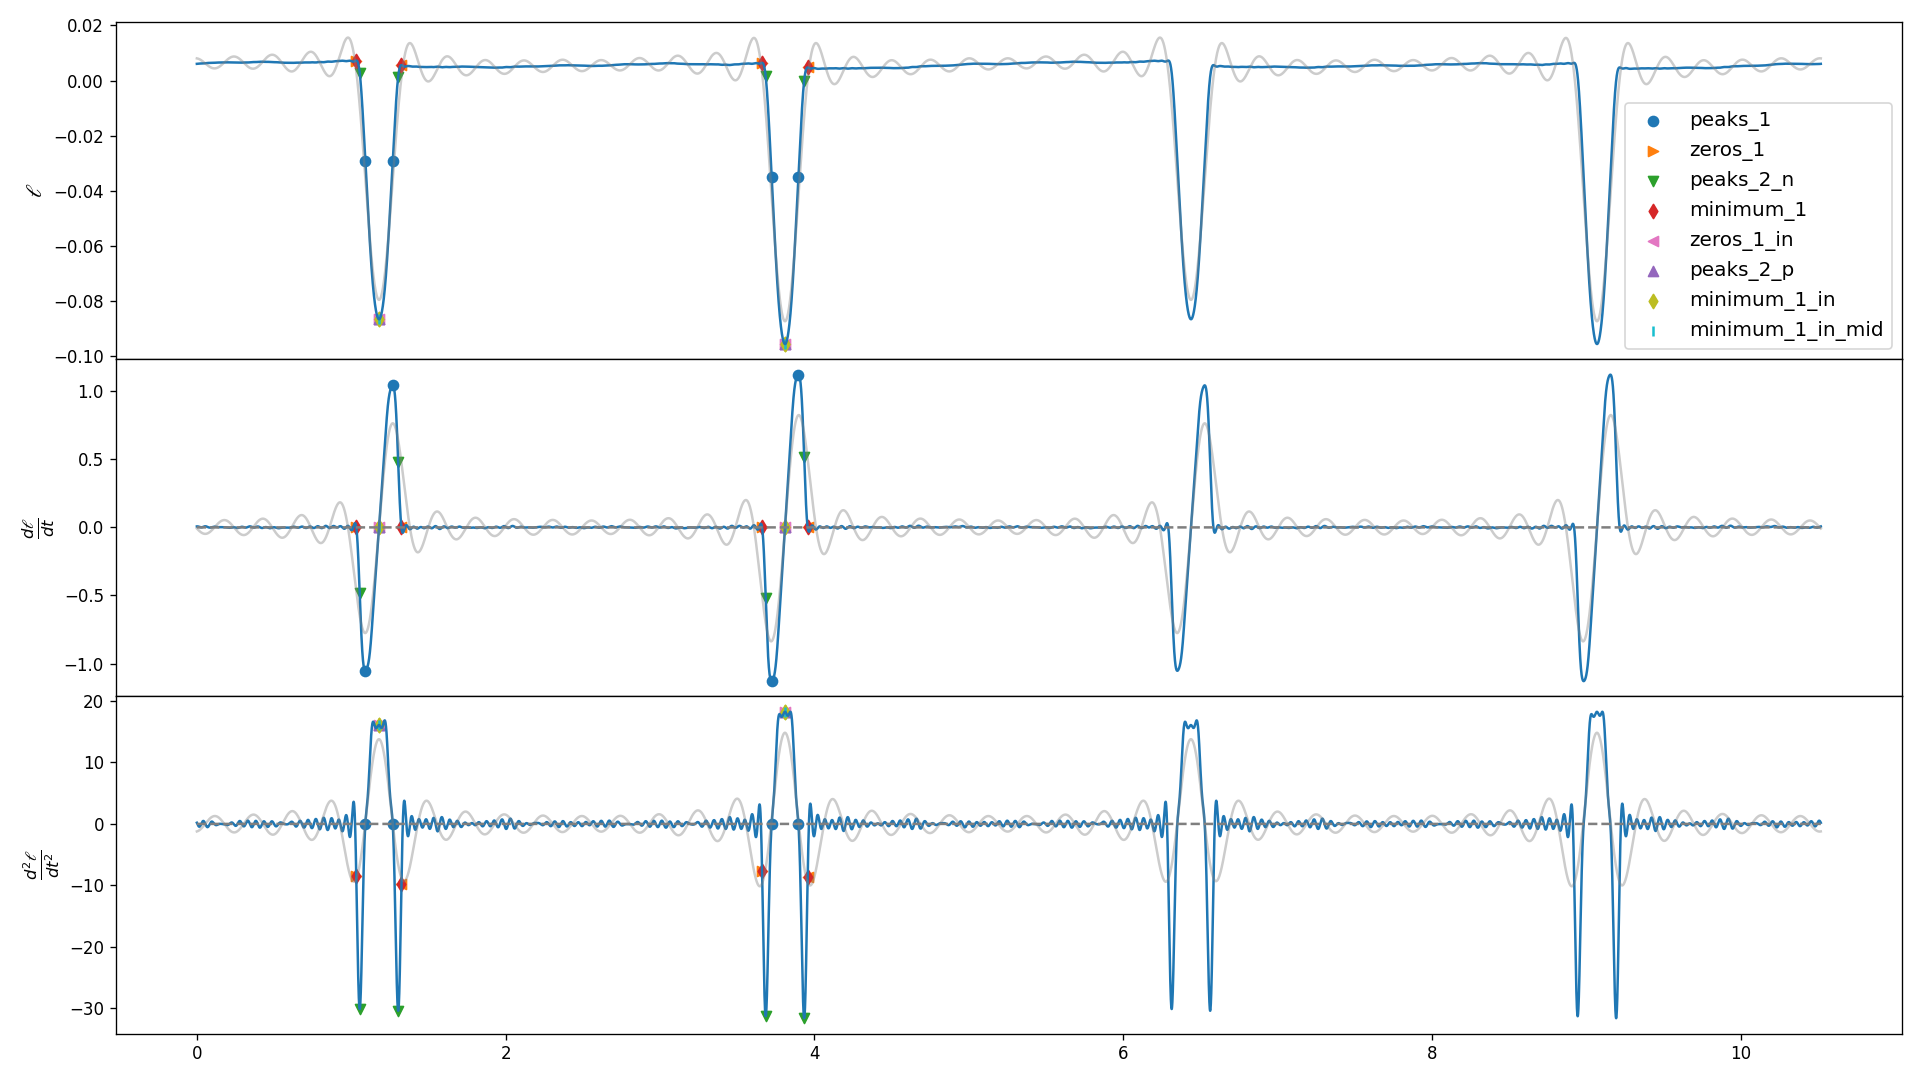 0.02
0.00
−0.02
−0.04
−0.06
−0.08
−0.10
ℓ
peaks_1
zeros_1
peaks_2_n
minimum_1
zeros_1_in
peaks_2_p
minimum_1_in
minimum_1_in_mid
1.0
0.5
0.0
−0.5
−1.0
dℓ
dt
20
10
0
−10
−20
−30
d²ℓ
dt²
0 2 4 6 8 10